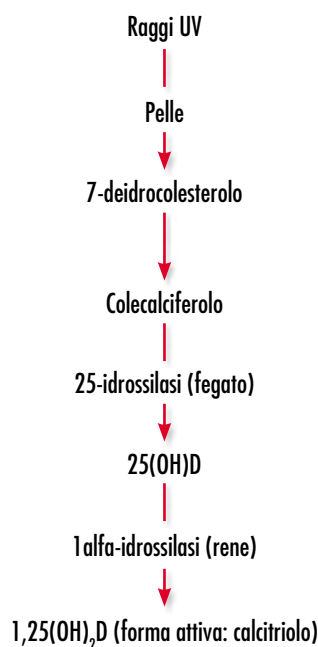 Raggi UV
Pelle
7-deidrocolesterolo
Colecalciferolo
25-idrossilasi (fegato)
25(OH)D
1alfa-idrossilasi (rene)
1,25(OH)₂D (forma attiva: calcitriolo)